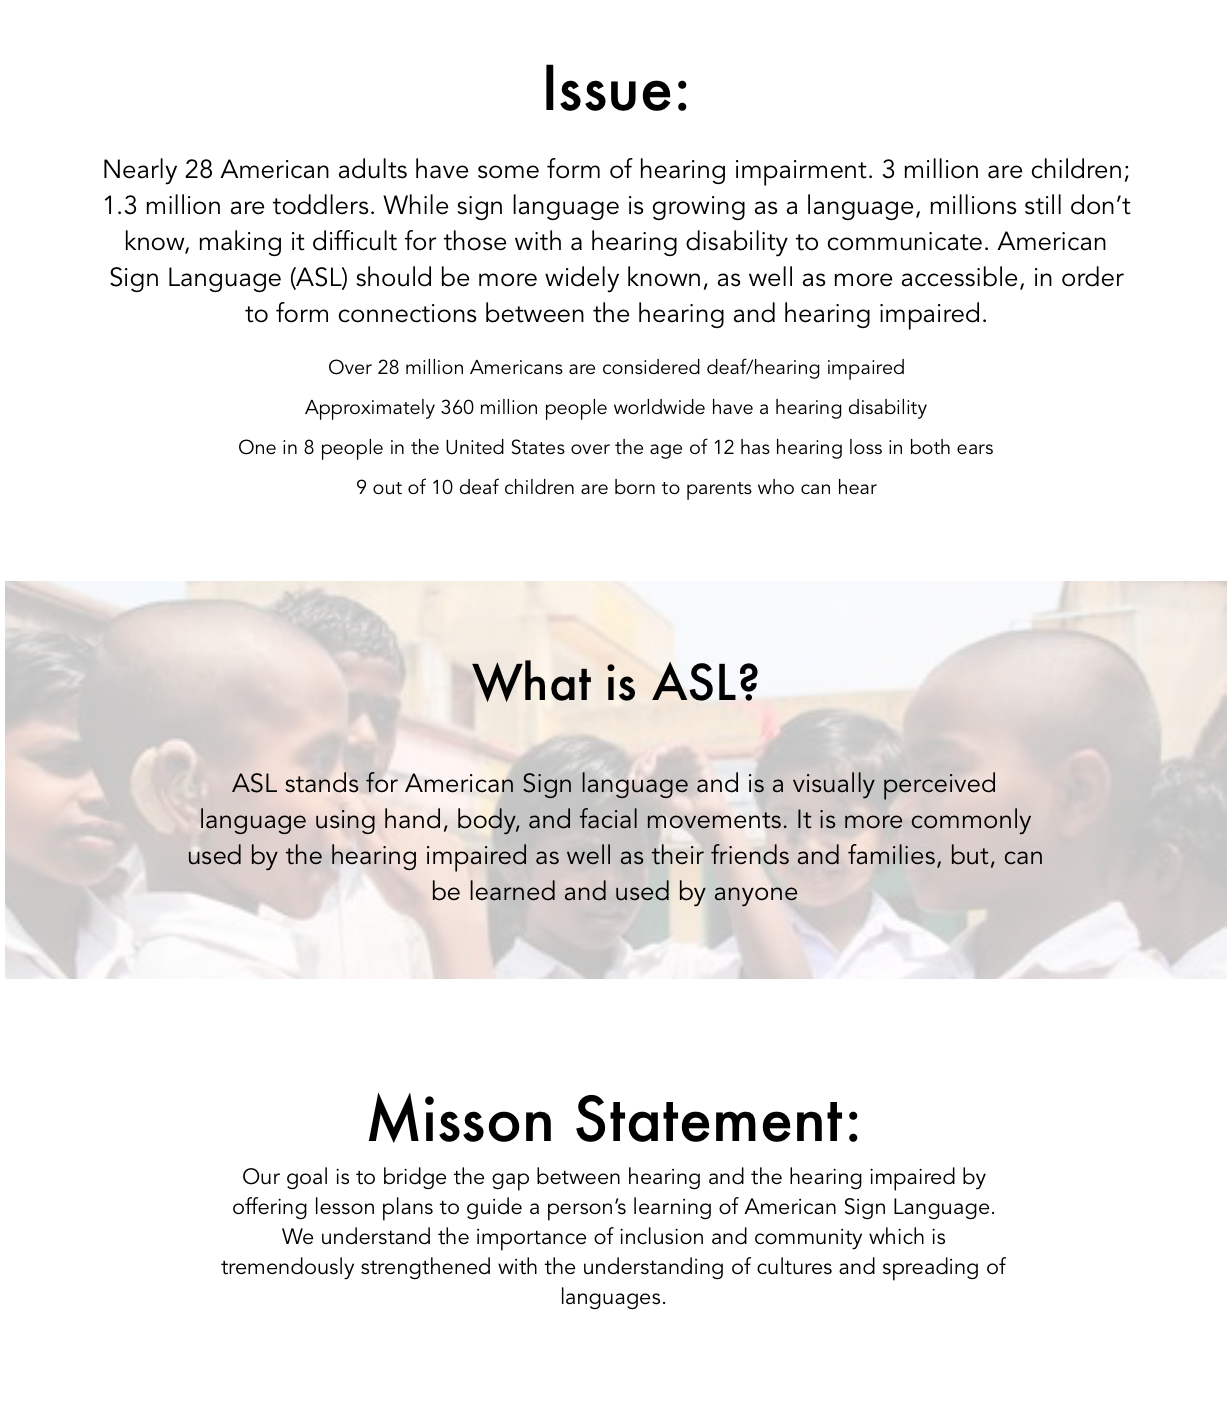 Issue:
Nearly 28 American adults have some form of hearing impairment. 3 million are children;
1.3 million are toddlers. While sign language is growing as a language, millions still don’t
know, making it difficult for those with a hearing disability to communicate. American
Sign Language (ASL) should be more widely known, as well as more accessible, in order
to form connections between the hearing and hearing impaired.
Over 28 million Americans are considered deaf/hearing impaired
Approximately 360 million people worldwide have a hearing disability
One in 8 people in the United States over the age of 12 has hearing loss in both ears
9 out of 10 deaf children are born to parents who can hear
What is ASL?
ASL stands for American Sign language and is a visually perceived
language using hand, body, and facial movements. It is more commonly
used by the hearing impaired as well as their friends and families, but, can
be learned and used by anyone
Misson Statement:
Our goal is to bridge the gap between hearing and the hearing impaired by
offering lesson plans to guide a person’s learning of American Sign Language.
We understand the importance of inclusion and community which is
tremendously strengthened with the understanding of cultures and spreading of
languages.